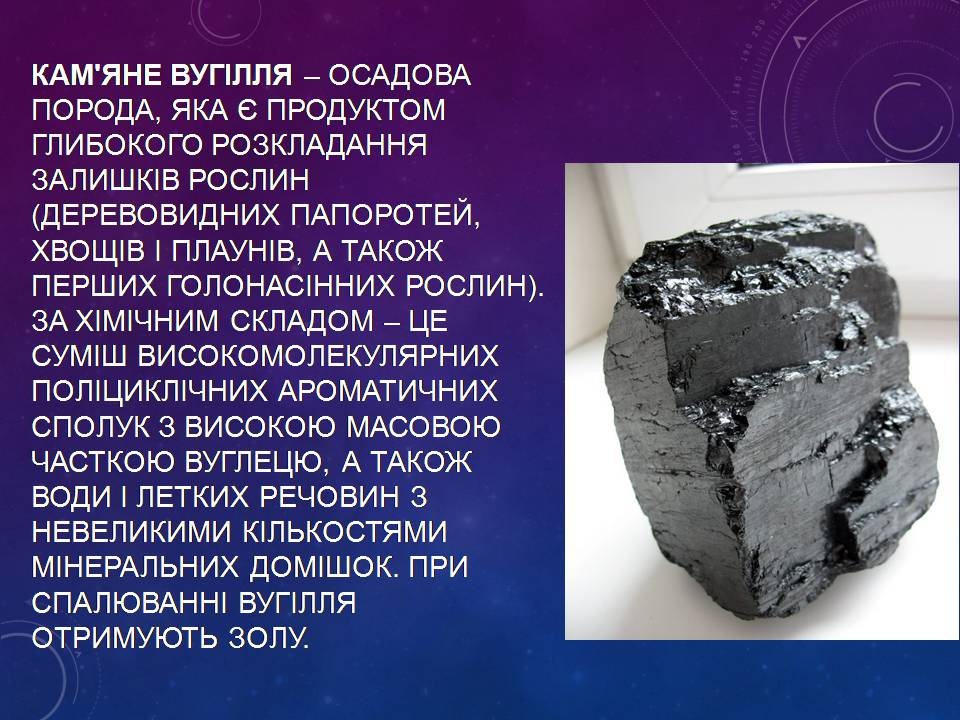 КАМ'ЯНЕ ВУГІЛЛЯ – ОСАДОВА
ПОРОДА, ЯКА Є ПРОДУКТОМ
ГЛИБОКОГО РОЗКЛАДАННЯ
ЗАЛИШКІВ РОСЛИН
(ДЕРЕВОВИДНИХ ПАПОРОТЕЙ,
ХВОЩІВ І ПЛАУНІВ, А ТАКОЖ
ПЕРШИХ ГОЛОНАСІННИХ РОСЛИН).
ЗА ХІМІЧНИМ СКЛАДОМ – ЦЕ
СУМІШ ВИСОКОМОЛЕКУЛЯРНИХ
ПОЛІЦИКЛІЧНИХ АРОМАТИЧНИХ
СПОЛУК З ВИСОКОЮ МАСОВОЮ
ЧАСТКОЮ ВУГЛЕЦЮ, А ТАКОЖ
ВОДИ І ЛЕТКИХ РЕЧОВИН З
НЕВЕЛИКИМИ КІЛЬКОСТЯМИ
МІНЕРАЛЬНИХ ДОМІШОК. ПРИ
СПАЛЮВАННІ ВУГІЛЛЯ
ОТРИМУЮТЬ ЗОЛУ.